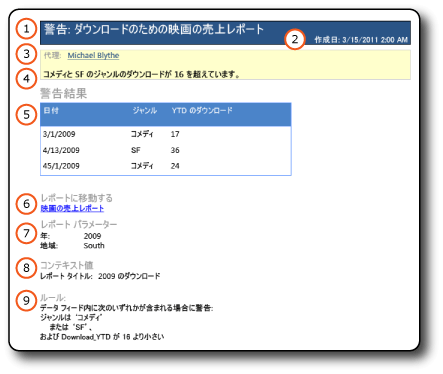 1
警告: ダウンロードのための映画の売上レポート
2
作成日: 3/15/2011 2:00 AM
3
代理: Michael Blythe
4
コメディと SF のジャンルのダウンロードが 16 を超えています。
警告結果
5
日付 ジャンル YTD のダウンロード
3/1/2009 コメディ 17
4/13/2009 SF 36
45/1/2009 コメディ 24
レポートに移動する
6
映画の売上レポート
レポート パラメーター
7
年: 2009
地域: South
8
コンテキスト値
レポート タイトル: 2009 のダウンロード
9
ルール:
データ フィード内に次のいずれかが含まれる場合に警告:
ジャンルは 'コメディ'
または 'SF'、
および Download_YTD が 16 より小さい